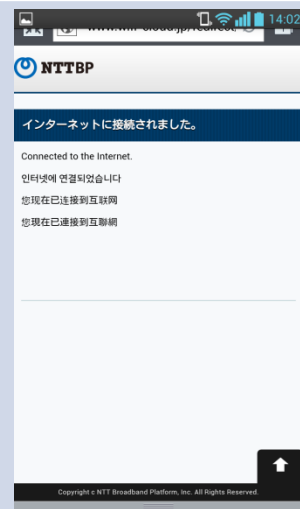 14:02
NTTBP
インターネットに接続されました。
Connected to the Internet.
인터넷에 연결되었습니다
您现在已连接到互联网
您現在已連接到互聯網
Copyright c NTT Broadband Platform, Inc. All Rights Reserved.